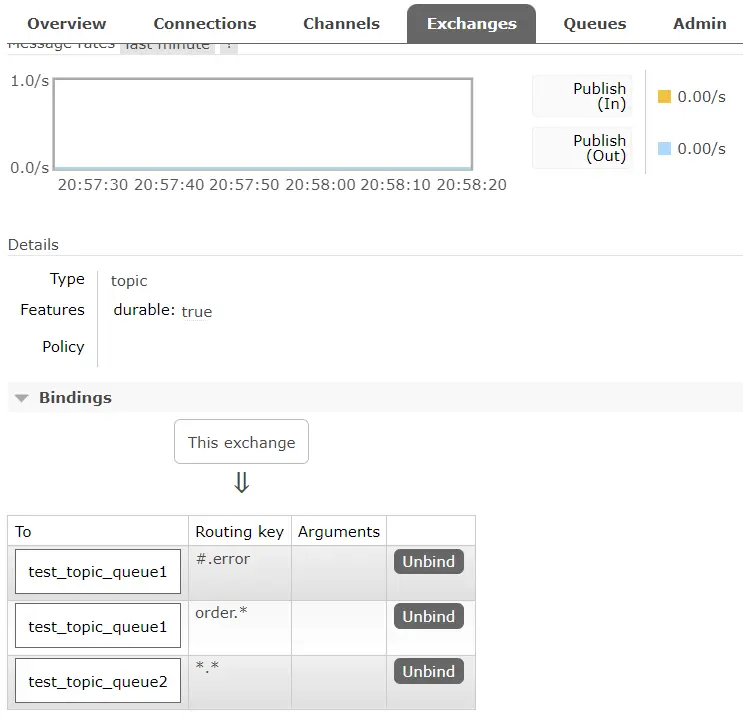 Overview Connections Channels Exchanges Queues Admin
Message rates last minute ?
1.0/s
0.0/s
20:57:30 20:57:40 20:57:50 20:58:00 20:58:10 20:58:20
Publish
(In)
0.00/s
Publish
(Out)
0.00/s
Details
Type topic
Features durable: true
Policy
Bindings
This exchange
⇓
To Routing key Arguments
test_topic_queue1 #.error Unbind
test_topic_queue1 order.* Unbind
test_topic_queue2 *.* Unbind